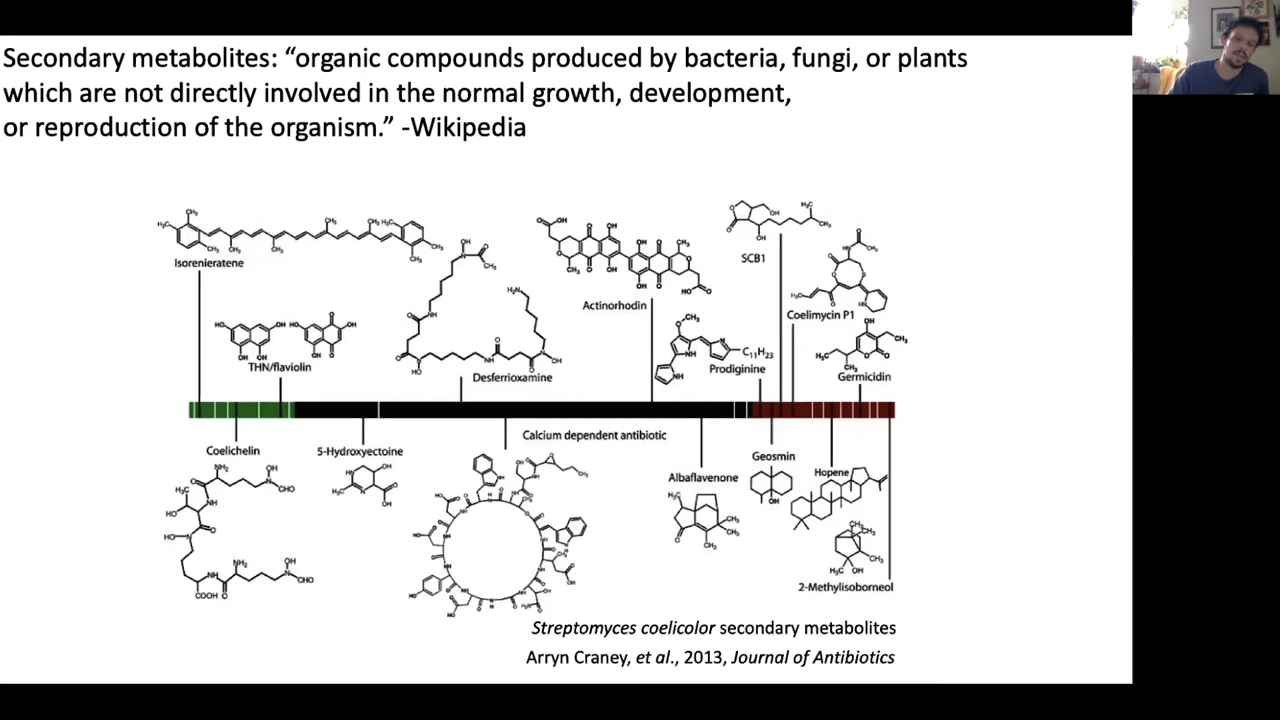 Secondary metabolites: “organic compounds produced by bacteria, fungi, or plants
which are not directly involved in the normal growth, development,
or reproduction of the organism.” -Wikipedia
Isorenieratene
THN/flaviolin
Desferrioxamine
Actinorhodin
Prodiginine
C₁₁H₂₃
SCB1
Coelimycin P1
Germicidin
Coelichelin
5-Hydroxyectoine
Calcium dependent antibiotic
Albaflavenone
Geosmin
Hopene
2-Methylisoborneol
Streptomyces coelicolor secondary metabolites
Arryn Craney, et al., 2013, Journal of Antibiotics